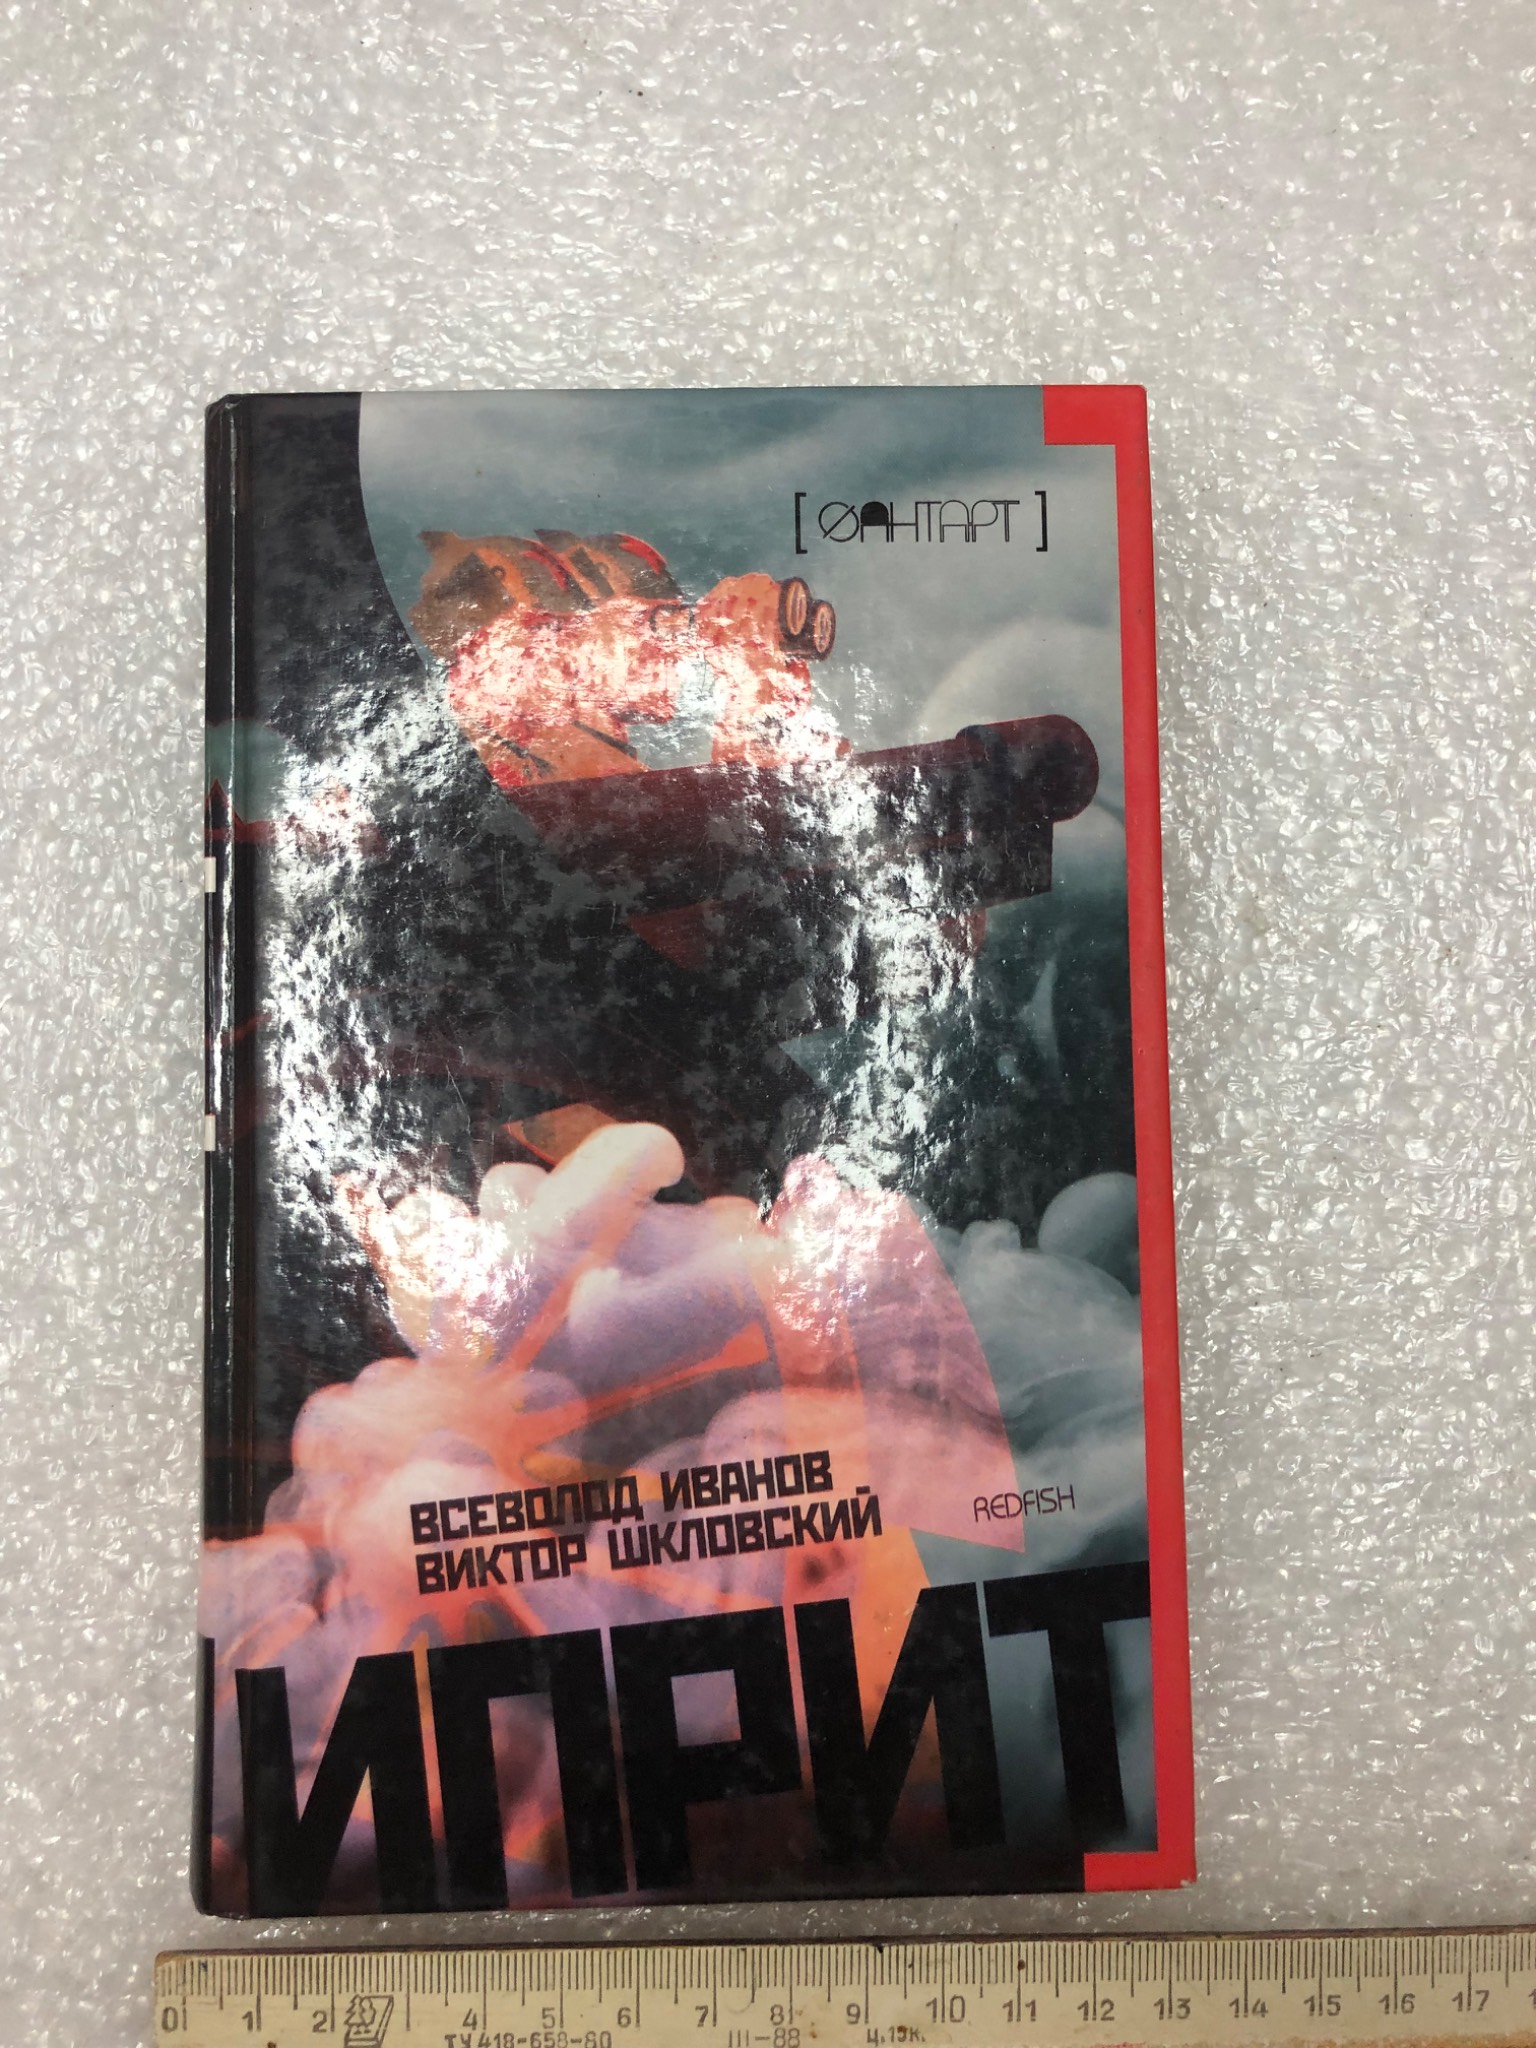 [ ФАНТАРТ ]
ВСЕВОЛОД ИВАНОВ
ВИКТОР ШКЛОВСКИЙ
REDFISH
ИПРИТ
0 1 2 4 5 6 7 8 9 10 11 12 13 14 15 16 17
ТУ 418-658-80 III-88 Ц.15к.